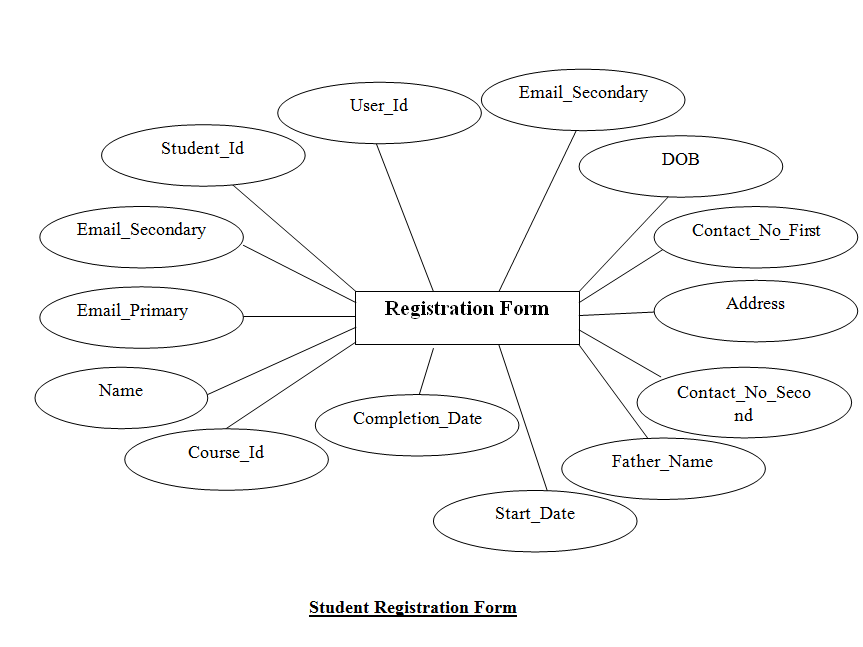 Email_Secondary
User_Id
Student_Id
DOB
Email_Secondary
Contact_No_First
Email_Primary
Registration Form
Address
Name
Contact_No_Seco
nd
Completion_Date
Course_Id
Father_Name
Start_Date
Student Registration Form